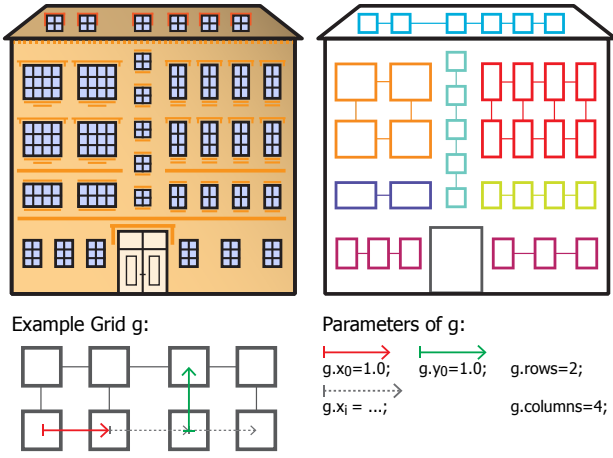 Example Grid g:
Parameters of g:
g.x0=1.0;
g.y0=1.0;
g.rows=2;
g.xi = ...;
g.columns=4;